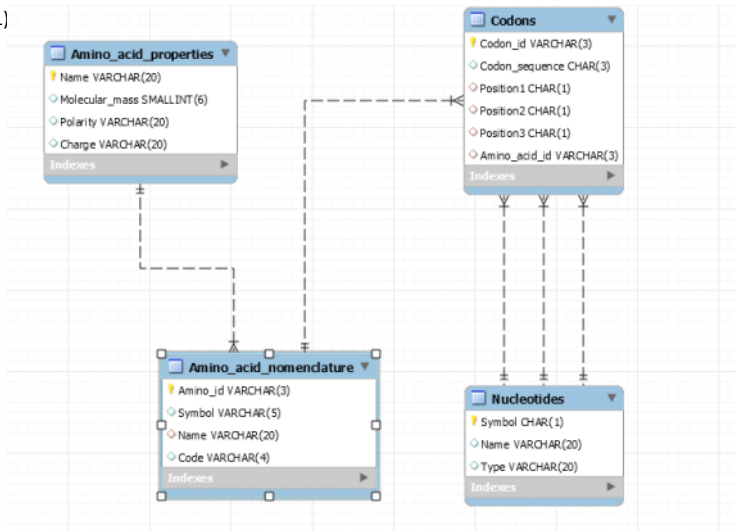 1)
Amino_acid_properties
Name VARCHAR(20)
Molecular_mass SMALLINT(6)
Polarity VARCHAR(20)
Charge VARCHAR(20)
Indexes
Codons
Codon_id VARCHAR(3)
Codon_sequence CHAR(3)
Position1 CHAR(1)
Position2 CHAR(1)
Position3 CHAR(1)
Amino_acid_id VARCHAR(3)
Indexes
Amino_acid_nomenclature
Amino_id VARCHAR(3)
Symbol VARCHAR(5)
Name VARCHAR(20)
Code VARCHAR(4)
Indexes
Nucleotides
Symbol CHAR(1)
Name VARCHAR(20)
Type VARCHAR(20)
Indexes